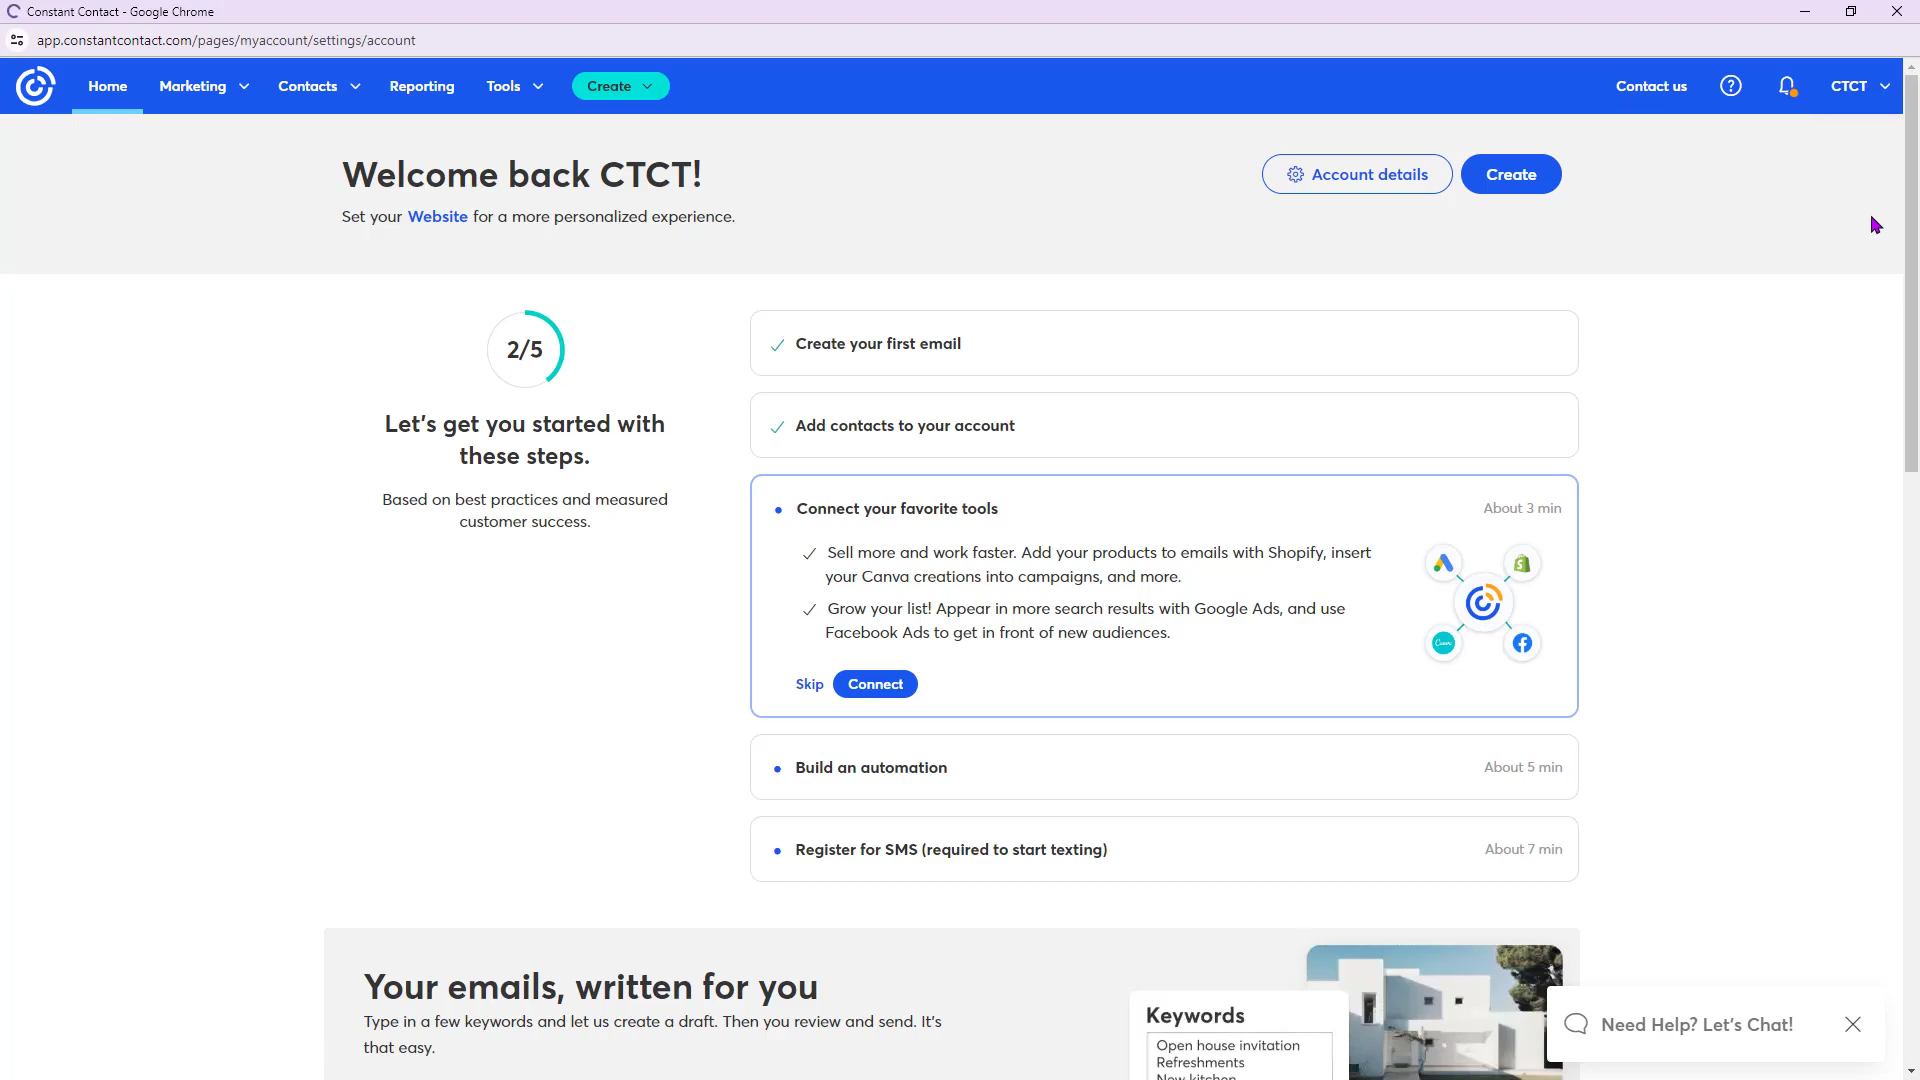 Constant Contact - Google Chrome
app.constantcontact.com/pages/myaccount/settings/account
Home Marketing Contacts Reporting Tools Create Contact us CTCT
Welcome back CTCT!
Account details
Create
Set your Website for a more personalized experience.
2/5
Let's get you started with
these steps.
Based on best practices and measured
customer success.
Create your first email
Add contacts to your account
Connect your favorite tools
About 3 min
Sell more and work faster. Add your products to emails with Shopify, insert
your Canva creations into campaigns, and more.
Grow your list! Appear in more search results with Google Ads, and use
Facebook Ads to get in front of new audiences.
Canva
Skip
Connect
Build an automation
About 5 min
Register for SMS (required to start texting)
About 7 min
Your emails, written for you
Type in a few keywords and let us create a draft. Then you review and send. It's
that easy.
Keywords
Open house invitation
Refreshments
New kitchen
Need Help? Let's Chat!